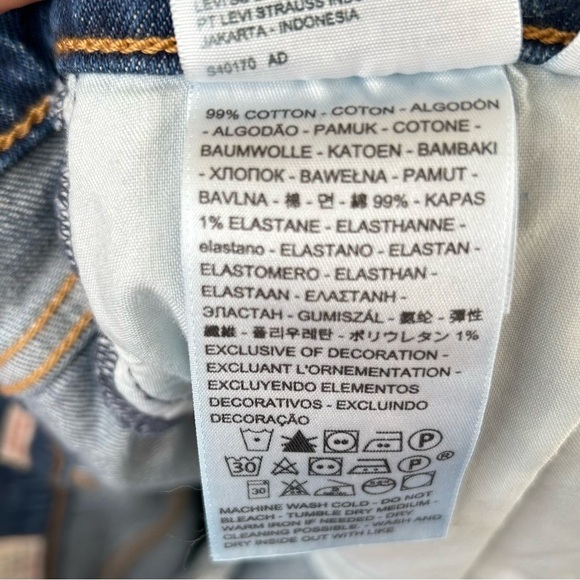 PT LEVI STRAUSS
JAKARTA - INDONESIA
S40170 AD
99% COTTON - COTON - ALGODÓN
- ALGODÃO - PAMUK - COTONE -
BAUMWOLLE - KATOEN - BAMBAKI
- ХЛОПОК - BAWEŁNA - PAMUT -
BAVLNA - 棉 - 면 - 綿 99% - KAPAS
1% ELASTANE - ELASTHANNE -
elastano - ELASTANO - ELASTAN -
ELASTOMERO - ELASTHAN -
ELASTAAN - ΕΛΑΣΤΑΝΗ -
ЭЛАСТАН - GUMISZÁL - 氨纶 - 彈性
纖維 - 폴리우레탄 - ポリウレタン 1%
EXCLUSIVE OF DECORATION -
EXCLUANT L'ORNEMENTATION -
EXCLUYENDO ELEMENTOS
DECORATIVOS - EXCLUINDO
DECORAÇÃO
P
30 P ®
30
MACHINE WASH COLD - DO NOT
BLEACH - TUMBLE DRY MEDIUM -
WARM IRON IF NEEDED - DRY
CLEANING POSSIBLE. - WASH AND
DRY INSIDE OUT WITH LIKE